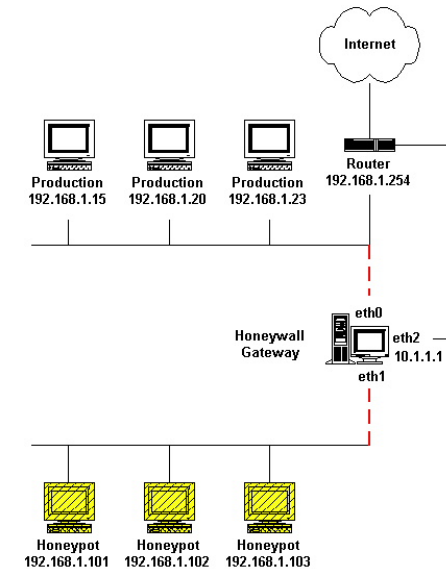 Internet
Router
192.168.1.254
Production
192.168.1.15
Production
192.168.1.20
Production
192.168.1.23
Honeywall
Gateway
eth0
eth2
10.1.1.1
eth1
Honeypot
192.168.1.101
Honeypot
192.168.1.102
Honeypot
192.168.1.103